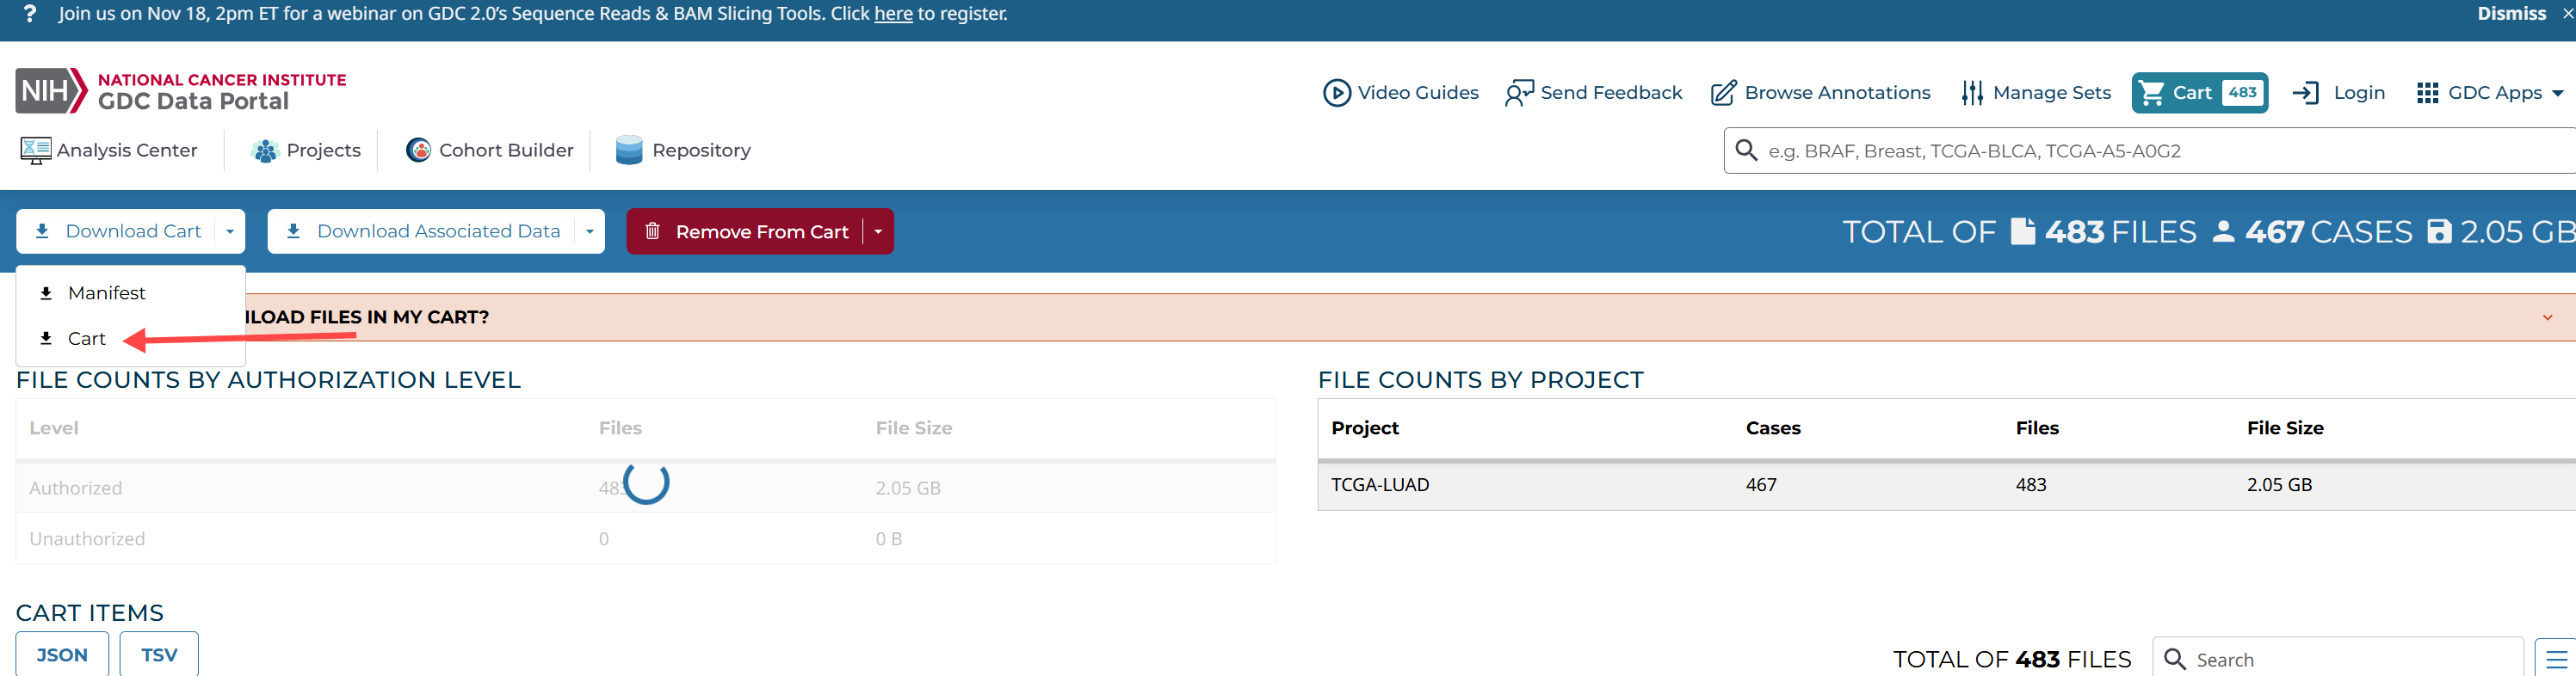 ? Join us on Nov 18, 2pm ET for a webinar on GDC 2.0's Sequence Reads & BAM Slicing Tools. Click here to register.
Dismiss ×
NIH NATIONAL CANCER INSTITUTE
GDC Data Portal
Video Guides Send Feedback Browse Annotations Manage Sets Cart 483 Login GDC Apps
Analysis Center Projects Cohort Builder Repository
e.g. BRAF, Breast, TCGA-BLCA, TCGA-A5-A0G2
Download Cart Download Associated Data Remove From Cart
TOTAL OF 483 FILES 467 CASES 2.05 GB
Manifest
Cart
LOAD FILES IN MY CART?
FILE COUNTS BY AUTHORIZATION LEVEL
Level Files File Size
Authorized 483 2.05 GB
Unauthorized 0 0 B
FILE COUNTS BY PROJECT
Project Cases Files File Size
TCGA-LUAD 467 483 2.05 GB
CART ITEMS
JSON TSV
TOTAL OF 483 FILES
Search